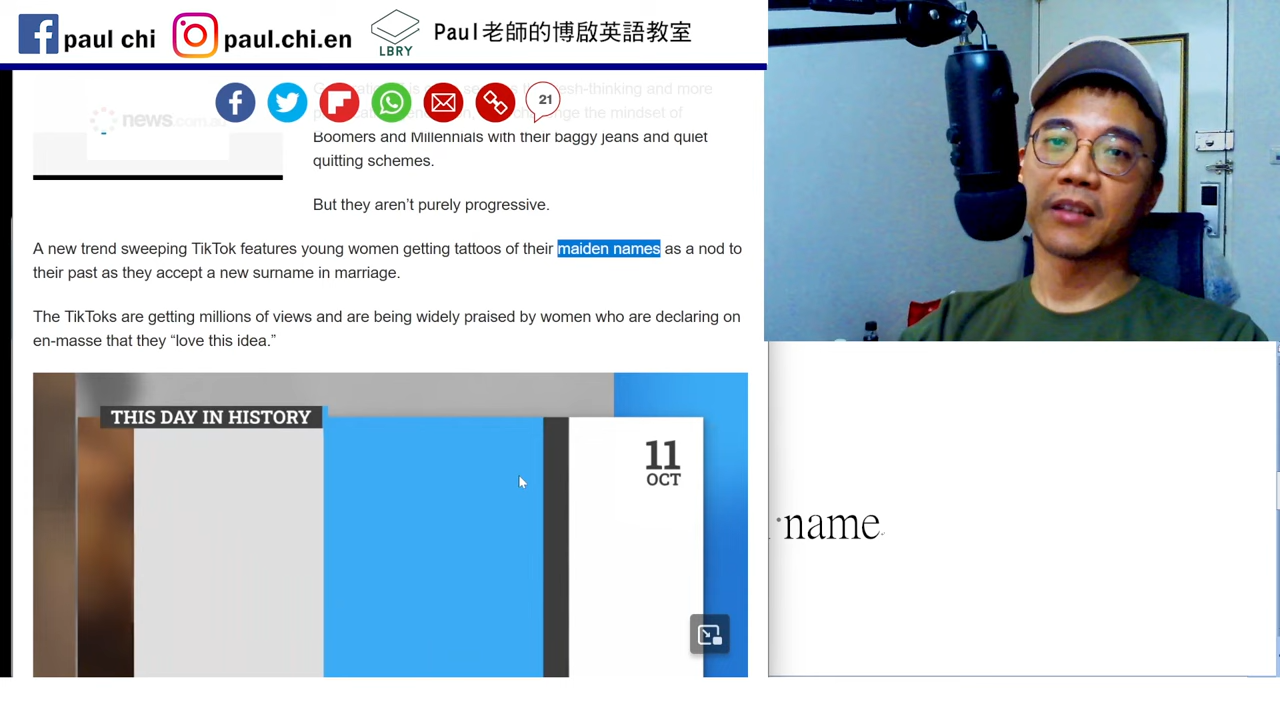 paul chi
paul.chi.en
LBRY
Paul老師的博啟英語教室
21
Boomers and Millennials with their baggy jeans and quiet
quitting schemes.
But they aren’t purely progressive.
A new trend sweeping TikTok features young women getting tattoos of their maiden names as a nod to
their past as they accept a new surname in marriage.
The TikToks are getting millions of views and are being widely praised by women who are declaring on
en-masse that they “love this idea.”
THIS DAY IN HISTORY
11
OCT
name